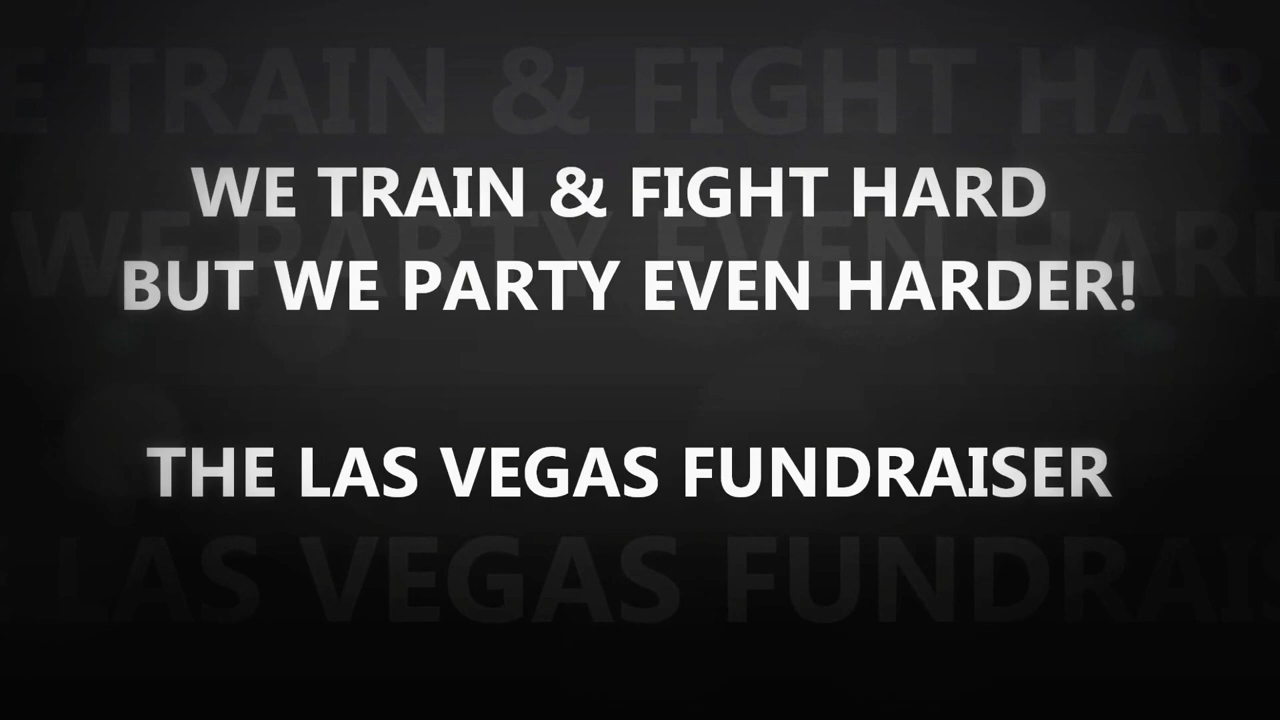 WE TRAIN & FIGHT HARD
BUT WE PARTY EVEN HARDER!
THE LAS VEGAS FUNDRAISER